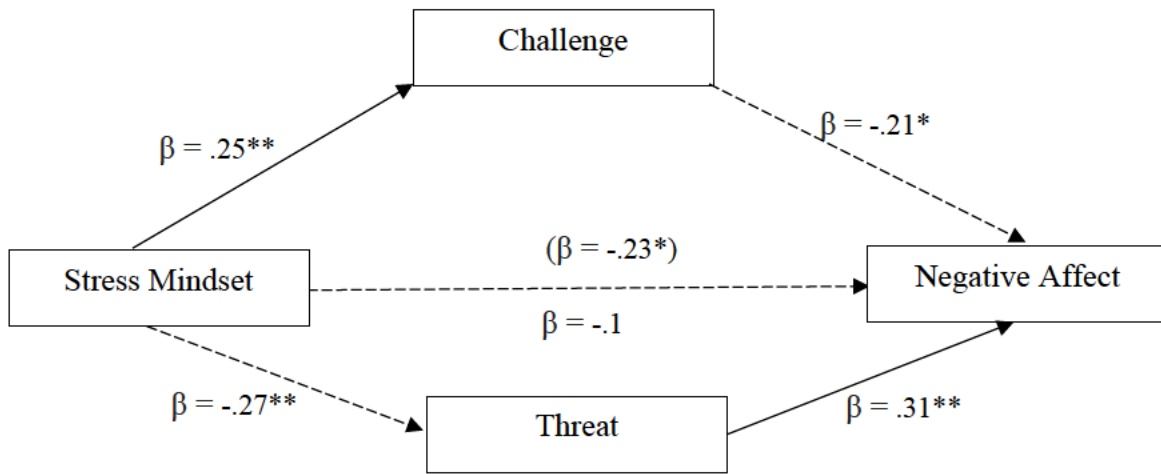 Challenge
β = .25**
β = -.21*
(β = -.23*)
Stress Mindset
Negative Affect
β = -.1
β = -.27**
Threat
β = .31**